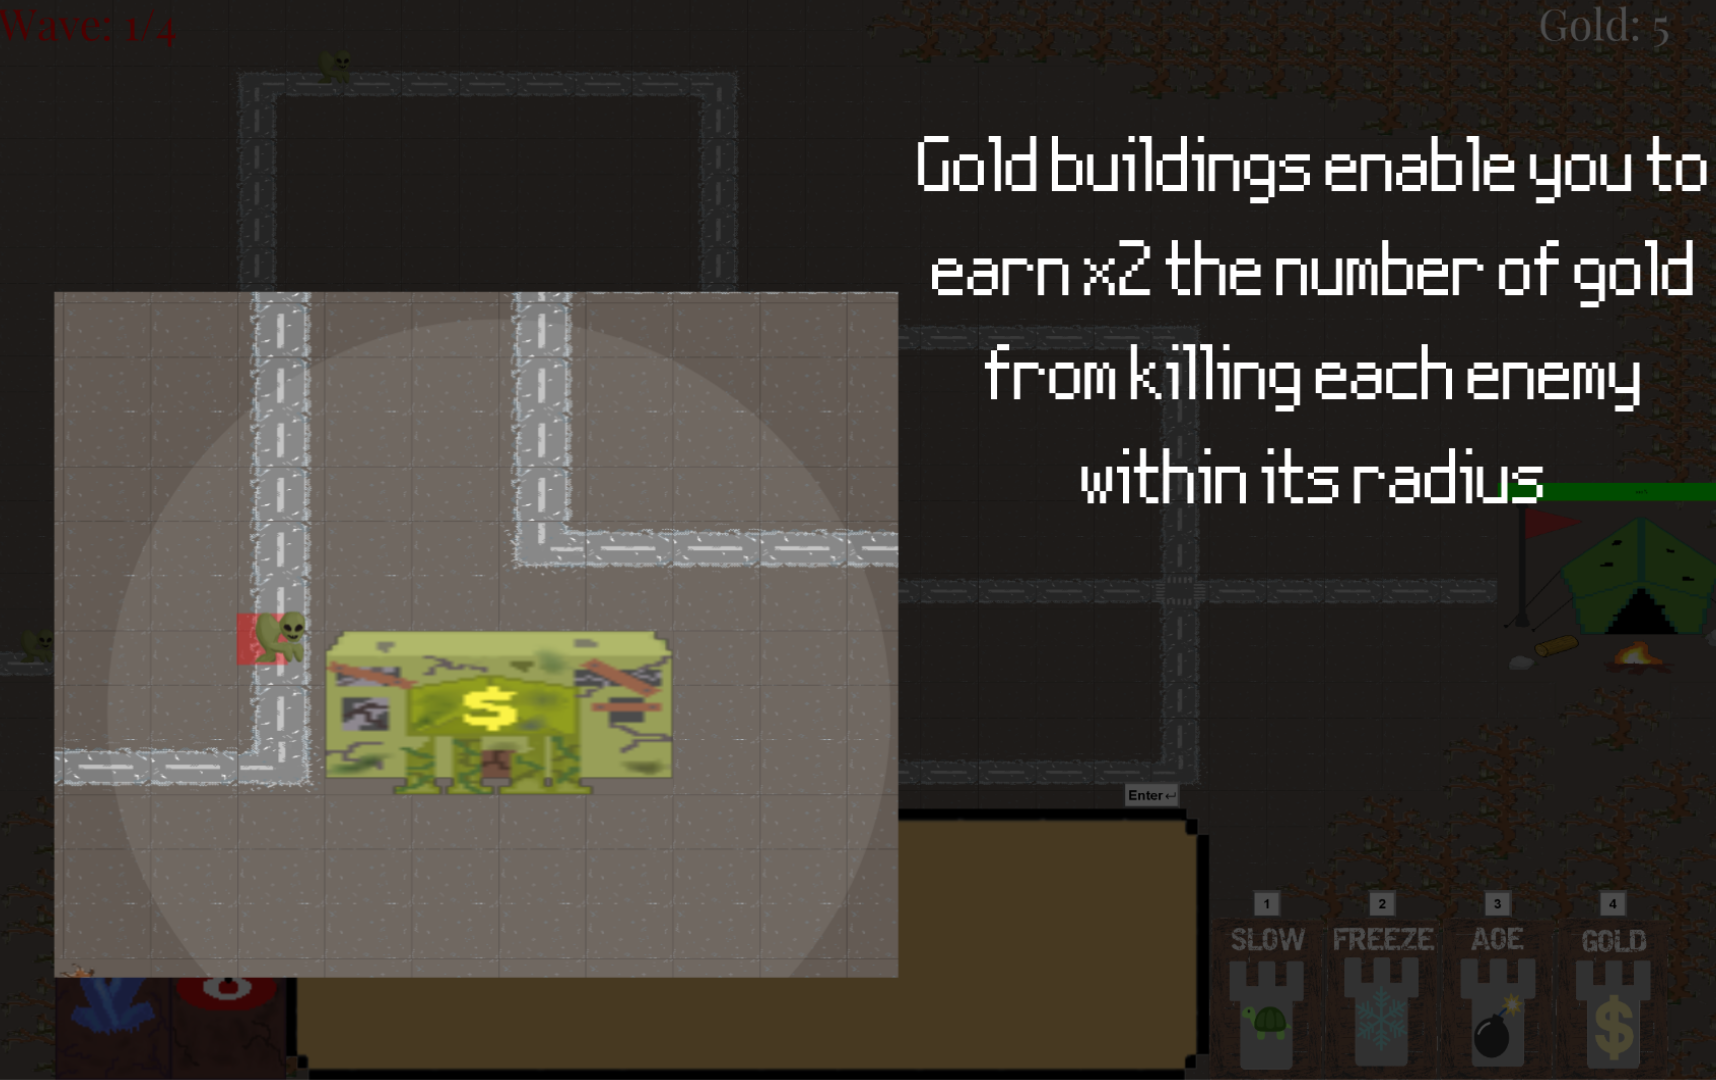 Wave: 1/4
Gold: 5
Gold buildings enable you to
earn x2 the number of gold
from killing each enemy
within its radius
$
Enter↵
1
2
3
4
SLOW
FREEZE
AOE
GOLD
$